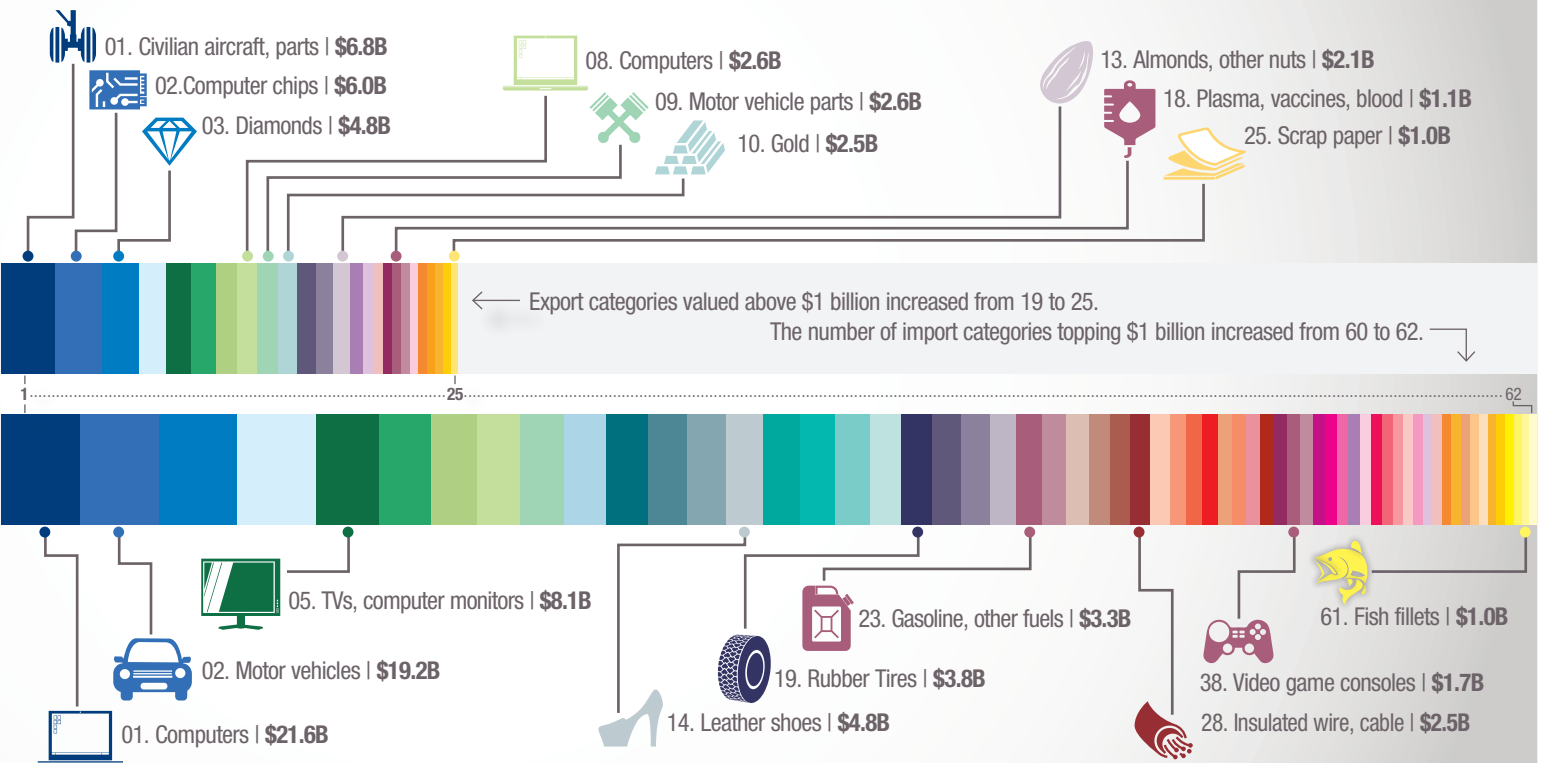 01. Civilian aircraft, parts | $6.8B
02.Computer chips | $6.0B
03. Diamonds | $4.8B
08. Computers | $2.6B
09. Motor vehicle parts | $2.6B
10. Gold | $2.5B
13. Almonds, other nuts | $2.1B
18. Plasma, vaccines, blood | $1.1B
25. Scrap paper | $1.0B
Export categories valued above $1 billion increased from 19 to 25.
The number of import categories topping $1 billion increased from 60 to 62.
1 25 62
05. TVs, computer monitors | $8.1B
02. Motor vehicles | $19.2B
01. Computers | $21.6B
23. Gasoline, other fuels | $3.3B
19. Rubber Tires | $3.8B
14. Leather shoes | $4.8B
61. Fish fillets | $1.0B
38. Video game consoles | $1.7B
28. Insulated wire, cable | $2.5B